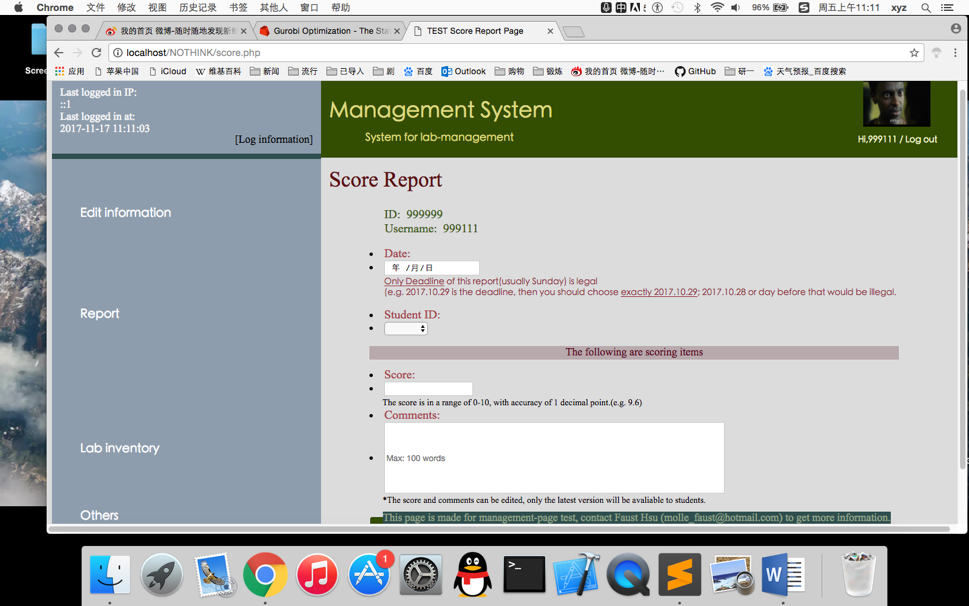 Chrome 文件 修改 视图 历史记录 书签 其他人 窗口 帮助 96% 周五上午11:11 xyz
我的首页 微博-随时随地发现新鲜 Gurobi Optimization - The Sta TEST Score Report Page
localhost/NOTHINK/score.php
应用 苹果中国 iCloud 维基百科 新闻 流行 已导入 剧 百度 Outlook 购物 锻炼 我的首页 微博-随时… GitHub 研一 天气预报_百度搜索
Last logged in IP:
::1
Last logged in at:
2017-11-17 11:11:03
[Log information]
Management System
System for lab-management
Hi,999111 / Log out
Edit information
Report
Lab inventory
Others
Score Report
ID: 999999
Username: 999111
Date:
年 /月/日
Only Deadline of this report(usually Sunday) is legal
(e.g. 2017.10.29 is the deadline, then you should choose exactly 2017.10.29; 2017.10.28 or day before that would be illegal.
Student ID:
The following are scoring items
Score:
The score is in a range of 0-10, with accuracy of 1 decimal point.(e.g. 9.6)
Comments:
Max: 100 words
*The score and comments can be edited, only the latest version will be avaliable to students.
This page is made for management-page test, contact Faust Hsu (molle_faust@hotmail.com) to get more information.
1